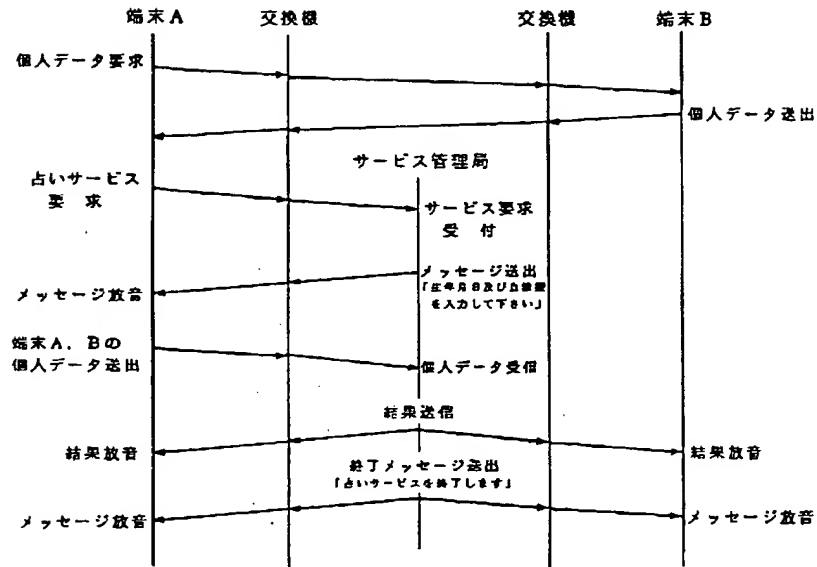 端末A 交換機 交換機 端末B
個人データ要求
個人データ送出
サービス管理局
占いサービス
要 求
サービス要求
受 付
メッセージ送出
「生年月日及び血液型
を入力して下さい」
メッセージ放音
端末A，Bの
個人データ送出
個人データ受信
結果送信
結果放音 結果放音
終了メッセージ送出
「占いサービスを終了します」
メッセージ放音 メッセージ放音